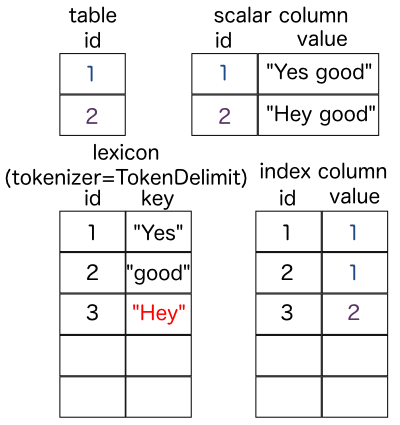 table
id
1
2
scalar column
id value
1 "Yes good"
2 "Hey good"
lexicon
(tokenizer=TokenDelimit)
id key
1 "Yes"
2 "good"
3 "Hey"
index column
id value
1 1
2 1
3 2